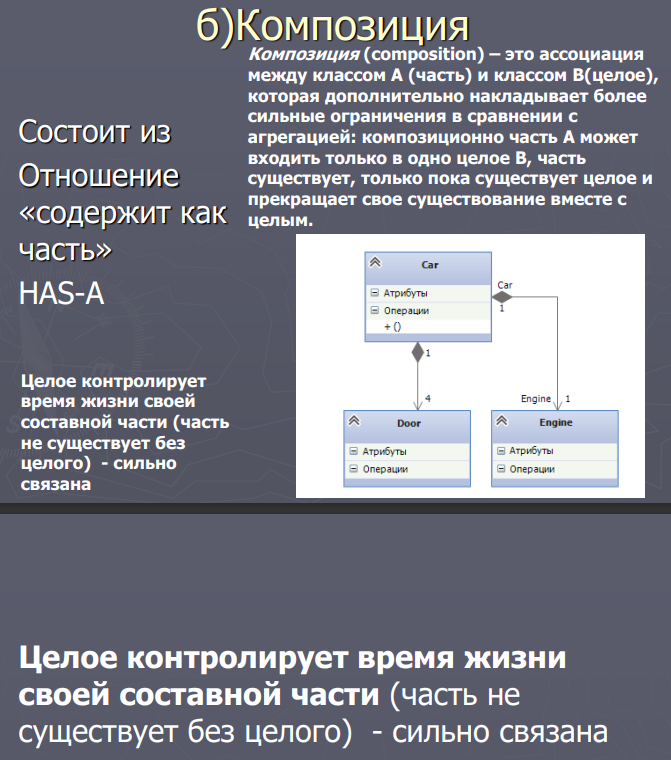 б)Композиция
Композиция (composition) – это ассоциация
между классом A (часть) и классом B(целое),
которая дополнительно накладывает более
сильные ограничения в сравнении с
агрегацией: композиционно часть A может
входить только в одно целое B, часть
существует, только пока существует целое и
прекращает свое существование вместе с
целым.
Состоит из
Отношение
«содержит как
часть»
HAS-A
Целое контролирует
время жизни своей
составной части (часть
не существует без
целого) - сильно
связана
Car
Атрибуты
Операции
+ ()
Car
1
1
4
Engine 1
Door
Атрибуты
Операции
Engine
Атрибуты
Операции
Целое контролирует время жизни
своей составной части (часть не
существует без целого) - сильно связана